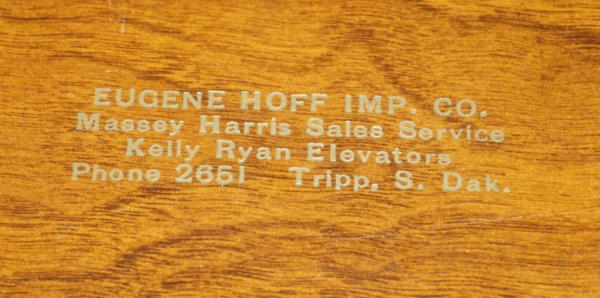 EUGENE HOFF IMP. CO.
Massey Harris Sales Service
Kelly Ryan Elevators
Phone 2651 Tripp, S. Dak.